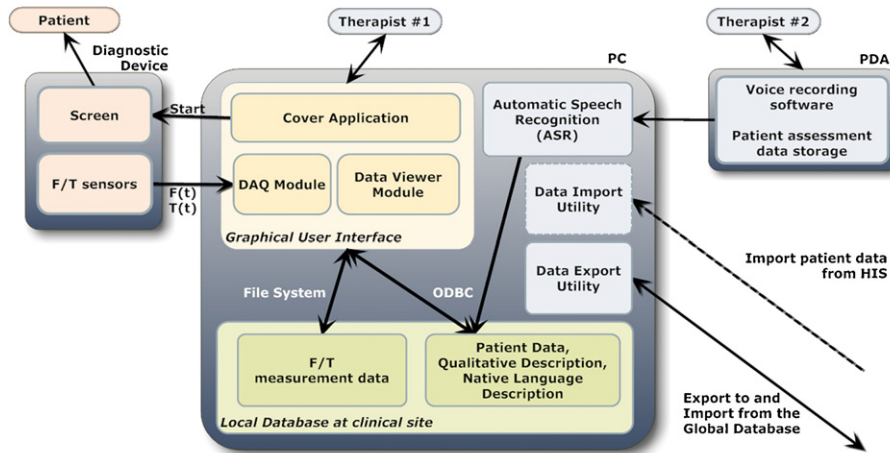 Patient
Therapist #1
Therapist #2
Diagnostic
Device
PC
PDA
Screen
Start
Cover Application
Automatic Speech
Recognition
(ASR)
Voice recording
software
Patient assessment
data storage
F/T sensors
F(t)
T(t)
DAQ Module
Data Viewer
Module
Data Import
Utility
Graphical User Interface
Data Export
Utility
Import patient data
from HIS
File System
ODBC
F/T
measurement data
Patient Data,
Qualitative Description,
Native Language
Description
Local Database at clinical site
Export to and
Import from the
Global Database